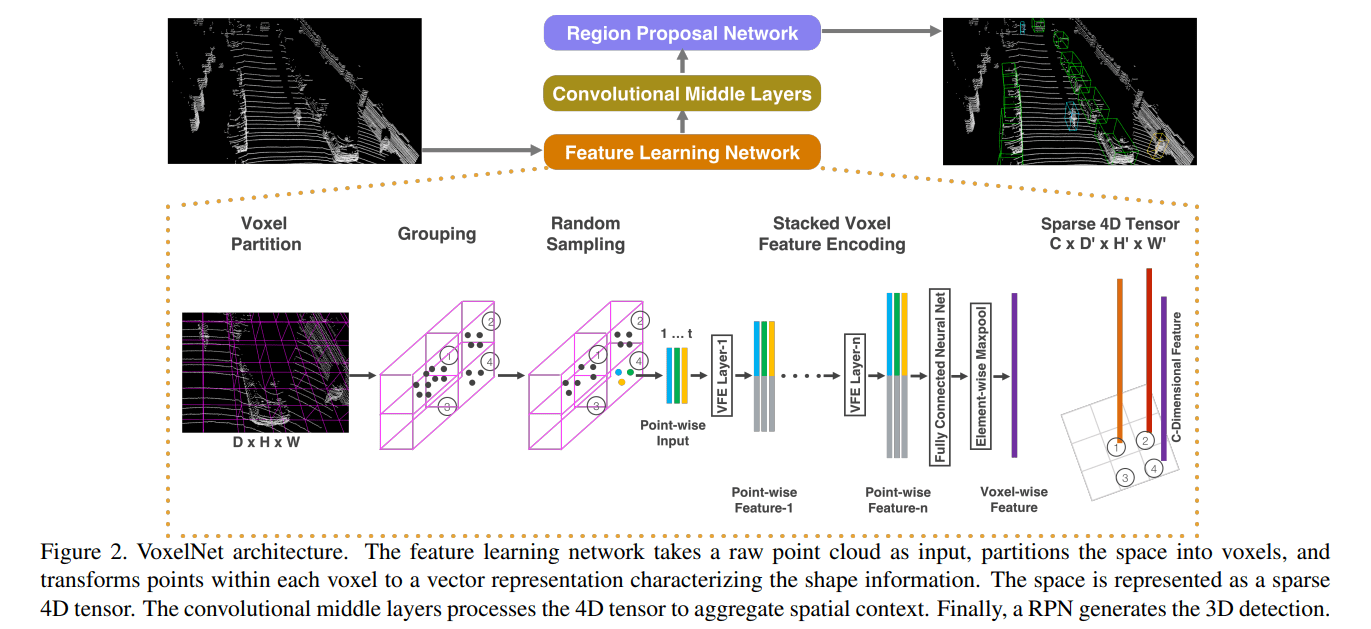 Region Proposal Network
Convolutional Middle Layers
Feature Learning Network
Voxel
Partition
Grouping
Random
Sampling
Stacked Voxel
Feature Encoding
Sparse 4D Tensor
C x D' x H' x W'
D x H x W
1
2
3
4
1
2
3
4
1 ... t
Point-wise
Input
VFE Layer-1
Point-wise
Feature-1
VFE Layer-n
Point-wise
Feature-n
Fully Connected Neural Net
Element-wise Maxpool
Voxel-wise
Feature
C-Dimensional Feature
1
2
3
4
Figure 2. VoxelNet architecture. The feature learning network takes a raw point cloud as input, partitions the space into voxels, and
transforms points within each voxel to a vector representation characterizing the shape information. The space is represented as a sparse
4D tensor. The convolutional middle layers processes the 4D tensor to aggregate spatial context. Finally, a RPN generates the 3D detection.